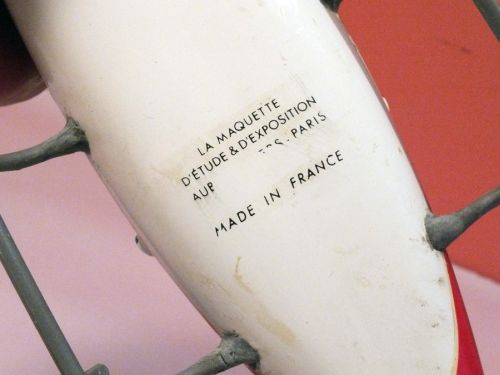 LA MAQUETTE
D'ÉTUDE & D'EXPOSITION
PARIS
MADE IN FRANCE